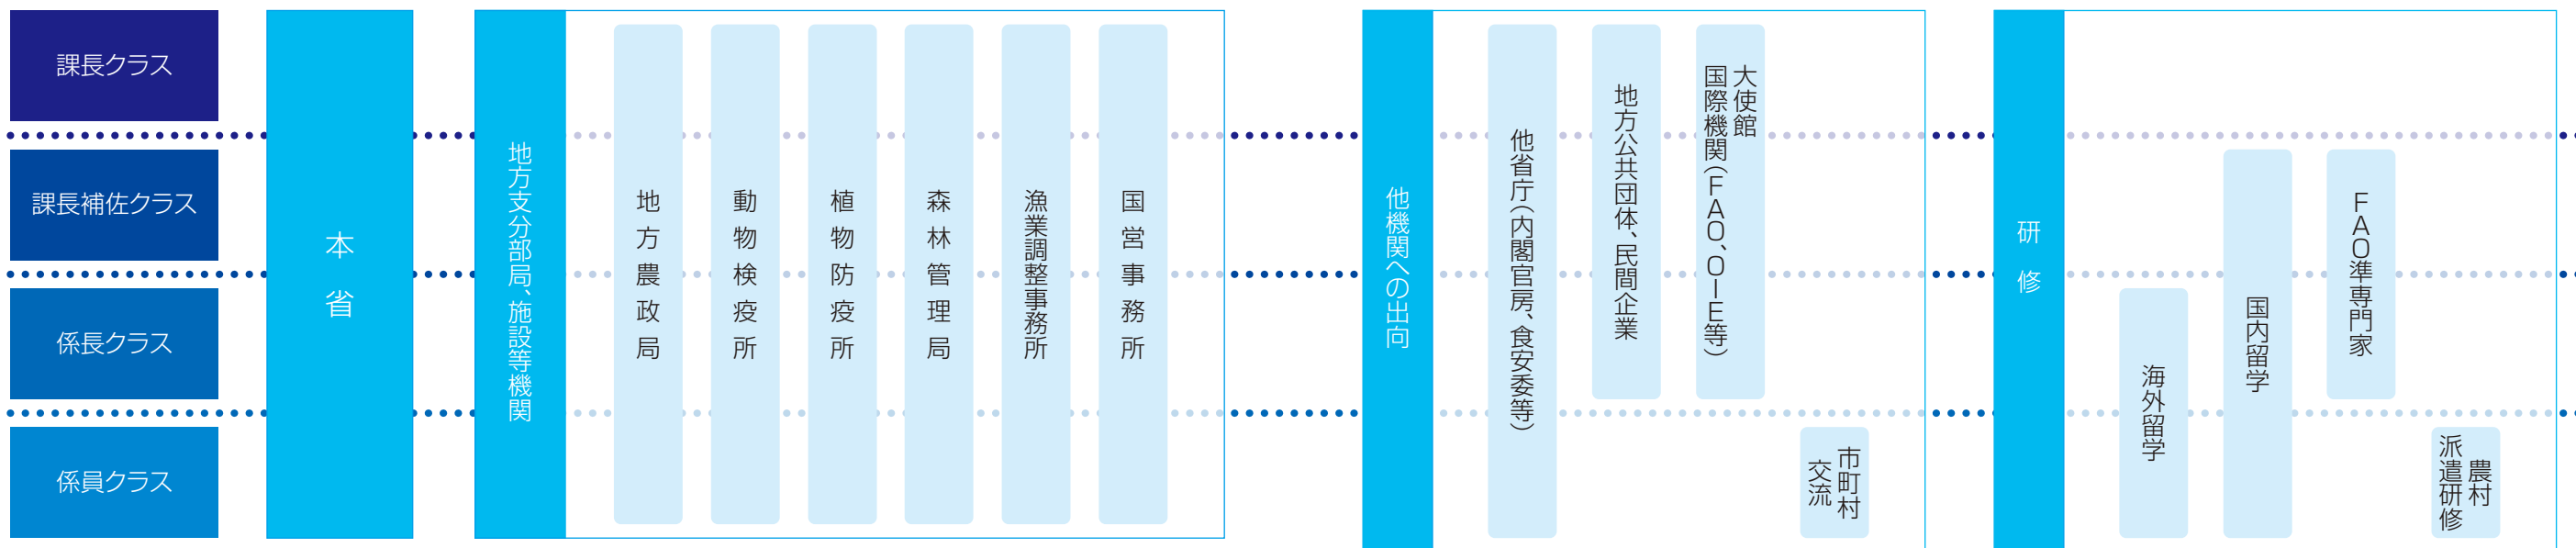 課長クラス
課長補佐クラス
係長クラス
係員クラス
本省
地方支分部局、施設等機関
地方農政局
動物検疫所
植物防疫所
森林管理局
漁業調整事務所
国営事務所
他機関への出向
他省庁(内閣官房、食安委等)
地方公共団体、民間企業
大使館
国際機関(FAO、OIE等)
市町村
交流
研修
海外留学
国内留学
FAO準専門家
農村
派遣研修